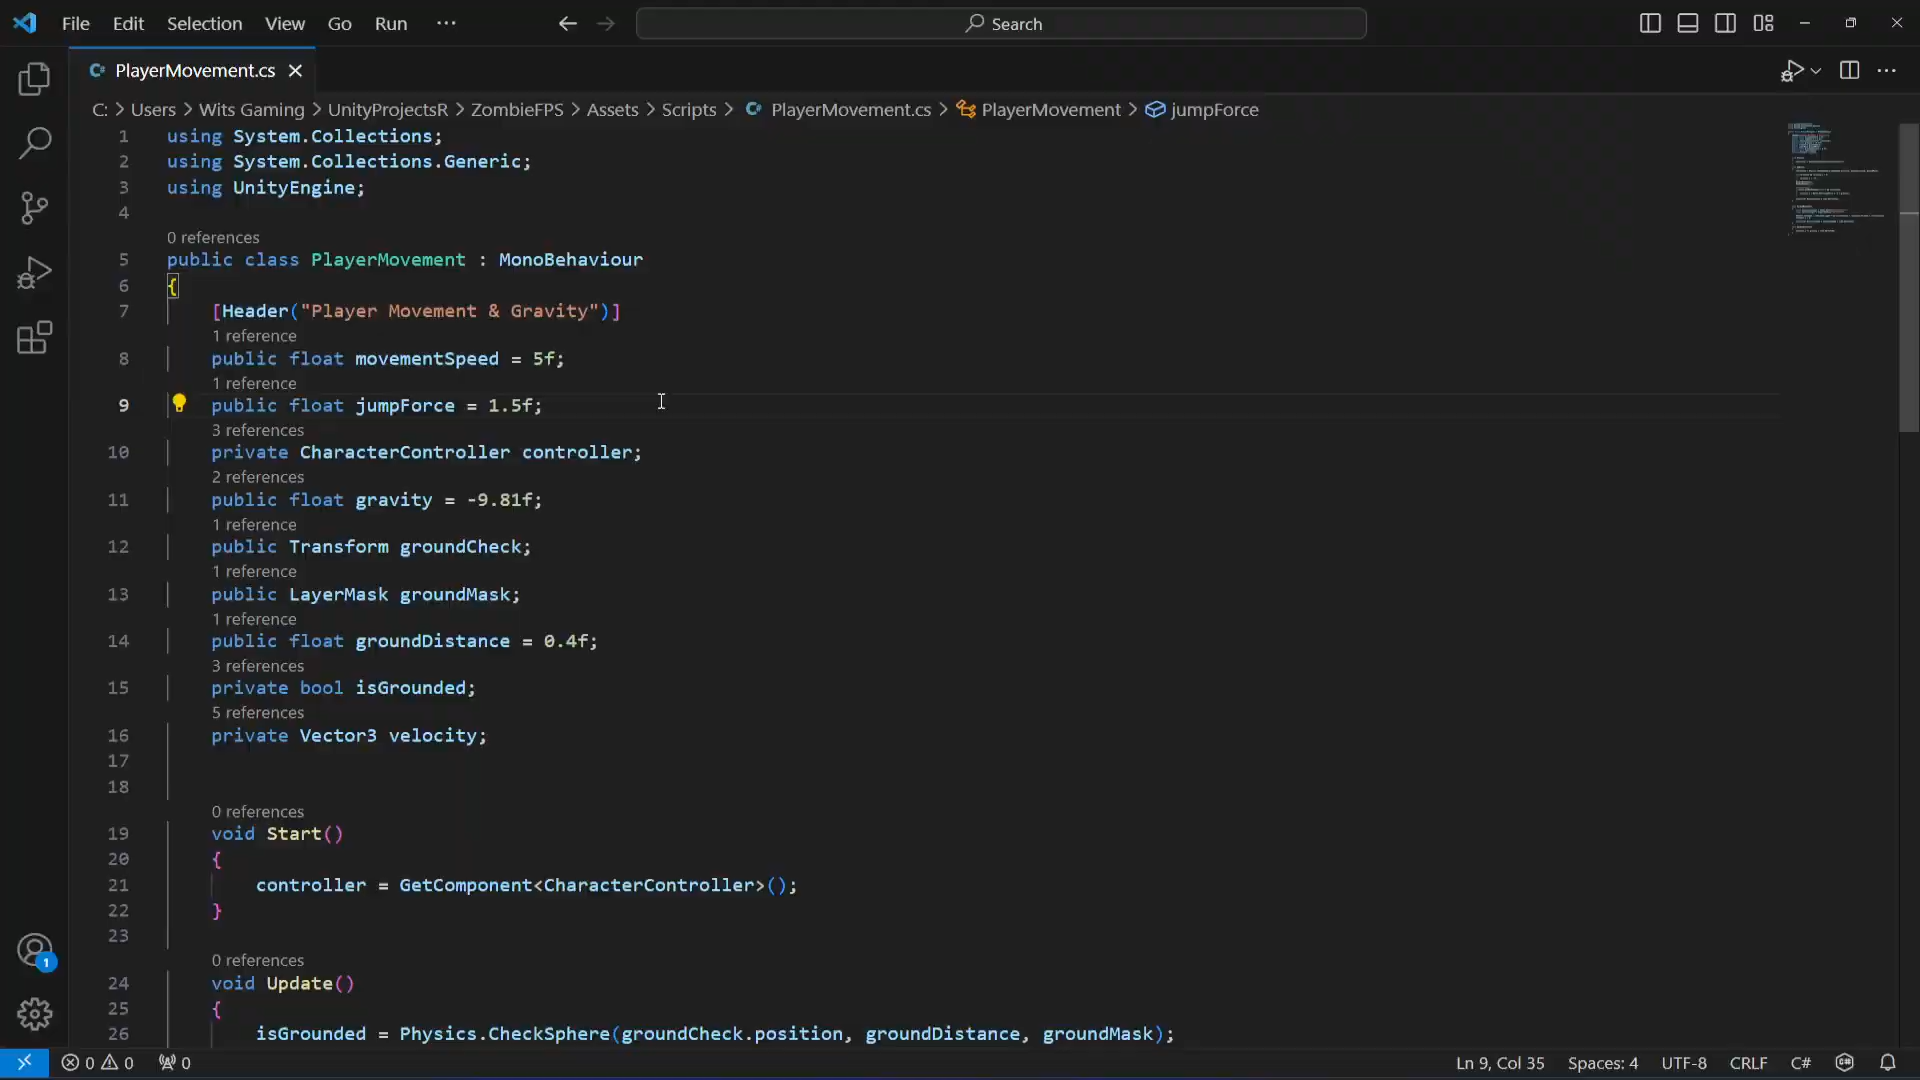 File Edit Selection View Go Run ··· Search
PlayerMovement.cs
C: > Users > Wits Gaming > UnityProjectsR > ZombieFPS > Assets > Scripts > PlayerMovement.cs > PlayerMovement > jumpForce
1 using System.Collections;
2 using System.Collections.Generic;
3 using UnityEngine;
4
0 references
5 public class PlayerMovement : MonoBehaviour
6 {
7 [Header("Player Movement & Gravity")]
1 reference
8 public float movementSpeed = 5f;
1 reference
9 public float jumpForce = 1.5f;
3 references
10 private CharacterController controller;
2 references
11 public float gravity = -9.81f;
1 reference
12 public Transform groundCheck;
1 reference
13 public LayerMask groundMask;
1 reference
14 public float groundDistance = 0.4f;
3 references
15 private bool isGrounded;
5 references
16 private Vector3 velocity;
17
18
0 references
19 void Start()
20 {
21 controller = GetComponent<CharacterController>();
22 }
23
0 references
24 void Update()
25 {
26 isGrounded = Physics.CheckSphere(groundCheck.position, groundDistance, groundMask);
1
0 0 0 Ln 9, Col 35 Spaces: 4 UTF-8 CRLF C#